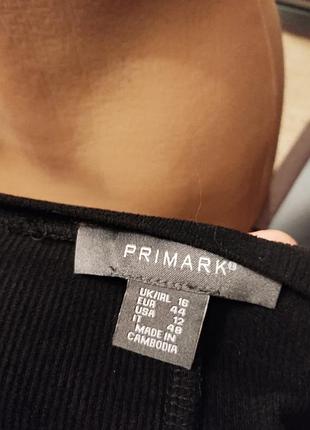 PRIMARK
UK/IRL 16
EUR 44
USA 12
IT 48
MADE IN
CAMBODIA